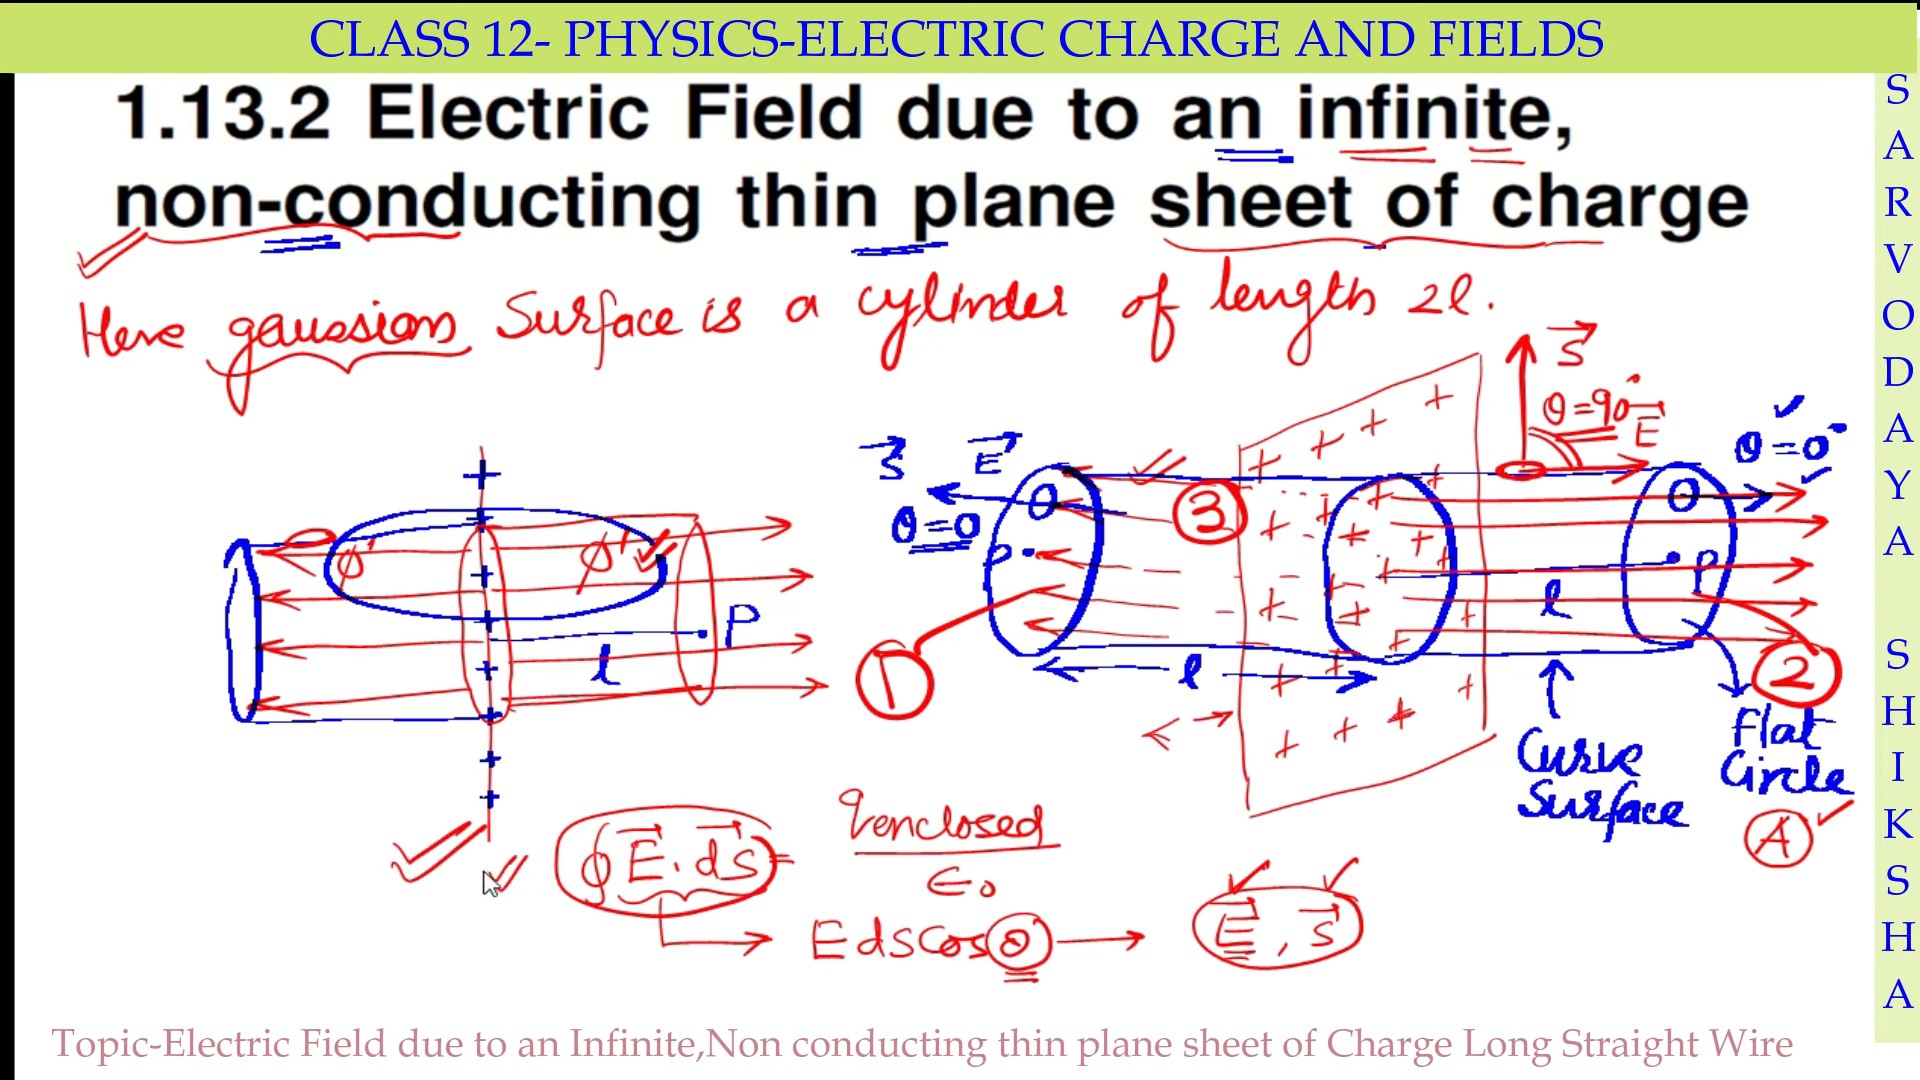 CLASS 12- PHYSICS-ELECTRIC CHARGE AND FIELDS
1.13.2 Electric Field due to an infinite,
non-conducting thin plane sheet of charge
Here gaussian Surface is a cylinder of length 2l.
S
θ=90°
E
θ=0°
S E
θ=0
P
3
P
l
l
1
2
ϕ' ϕ'
P
l
Curve
Surface
Flat
Circle
A
∮E.ds = qenclosed/ε₀
EdsCosθ → E, S
Topic-Electric Field due to an Infinite,Non conducting thin plane sheet of Charge Long Straight Wire
SARVODAYA SHIKSHA